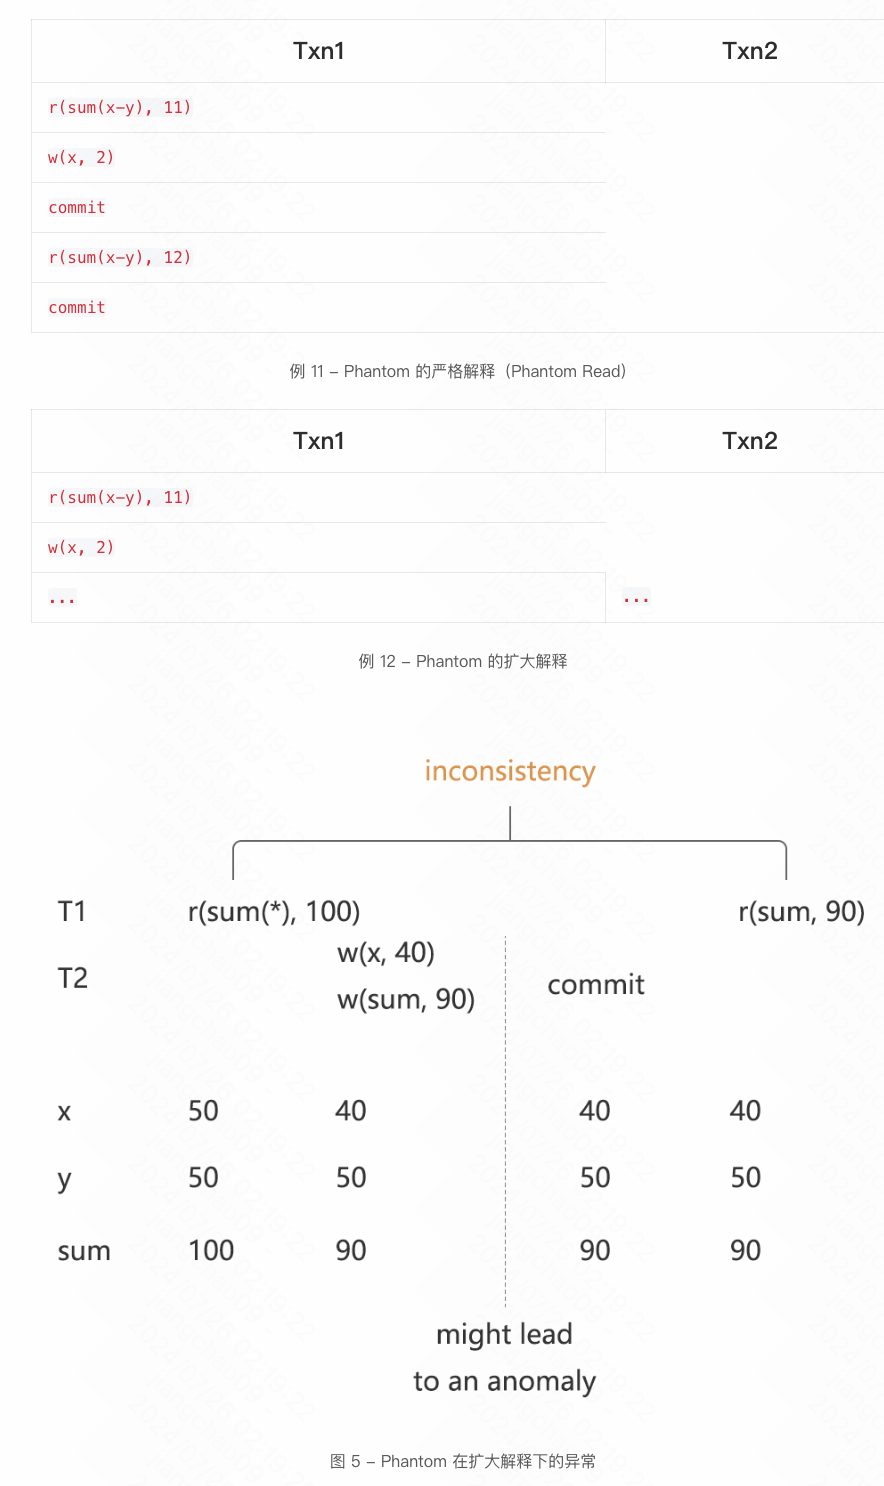 Txn1 Txn2
r(sum(x-y), 11)
w(x, 2)
commit
r(sum(x-y), 12)
commit
例 11 – Phantom 的严格解释（Phantom Read）
Txn1 Txn2
r(sum(x-y), 11)
w(x, 2)
... ...
例 12 – Phantom 的扩大解释
inconsistency
T1 r(sum(*), 100) r(sum, 90)
w(x, 40)
T2 commit
w(sum, 90)
x 50 40 40 40
y 50 50 50 50
sum 100 90 90 90
might lead
to an anomaly
图 5 – Phantom 在扩大解释下的异常